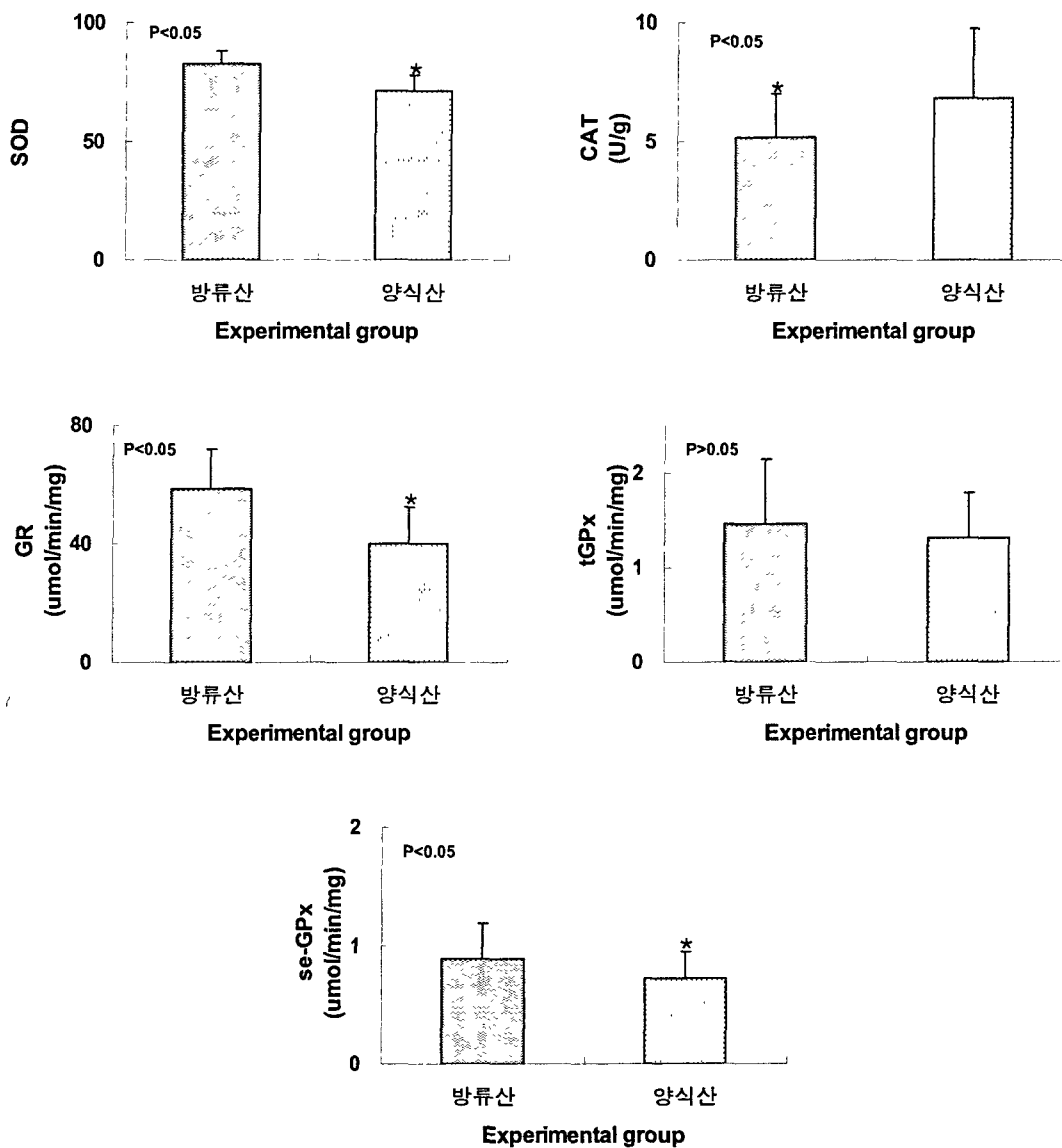 100
P<0.05
*
SOD
50
0
방류산 양식산
Experimental group
10
P<0.05
*
CAT
(U/g)
5
0
방류산 양식산
Experimental group
80
P<0.05
*
GR
(umol/min/mg)
40
0
방류산 양식산
Experimental group
P>0.05
2
tGPx
(umol/min/mg)
1
0
방류산 양식산
Experimental group
2
P<0.05
*
se-GPx
(umol/min/mg)
1
0
방류산 양식산
Experimental group